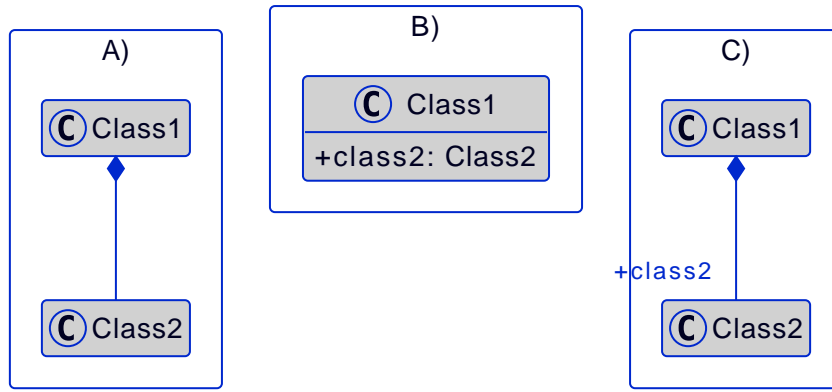 A)
C Class1
C Class2
B)
C Class1
+class2: Class2
C)
C Class1
+class2
C Class2